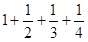 1 + 1/2 + 1/3 + 1/4